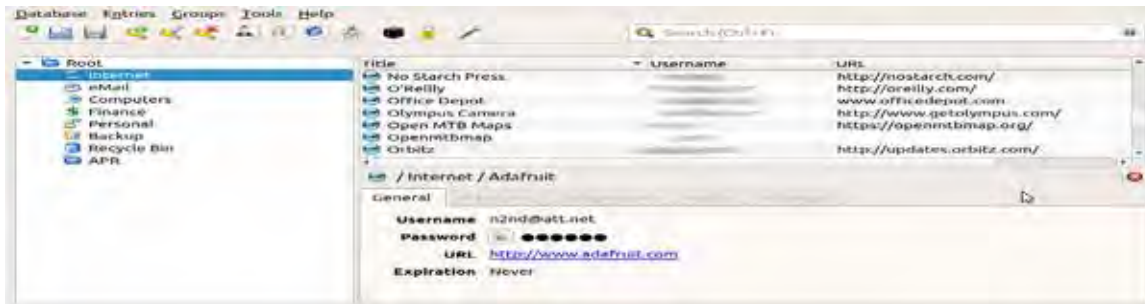 Database Entries Groups Tools Help
Search (Ctrl+F)...
Root
Internet
eMail
Computers
Finance
Personal
Backup
Recycle Bin
APR
Title Username URL
No Starch Press http://nostarch.com/
O'Reilly http://oreilly.com/
Office Depot www.officedepot.com
Olympus Camera http://www.getolympus.com/
Open MTB Maps https://openmtbmap.org/
Openmtbmap
Orbitz http://updates.orbitz.com/
/ Internet / Adafruit
General
Username n2nd@att.net
Password ●●●●●●
URL http://www.adafruit.com
Expiration Never